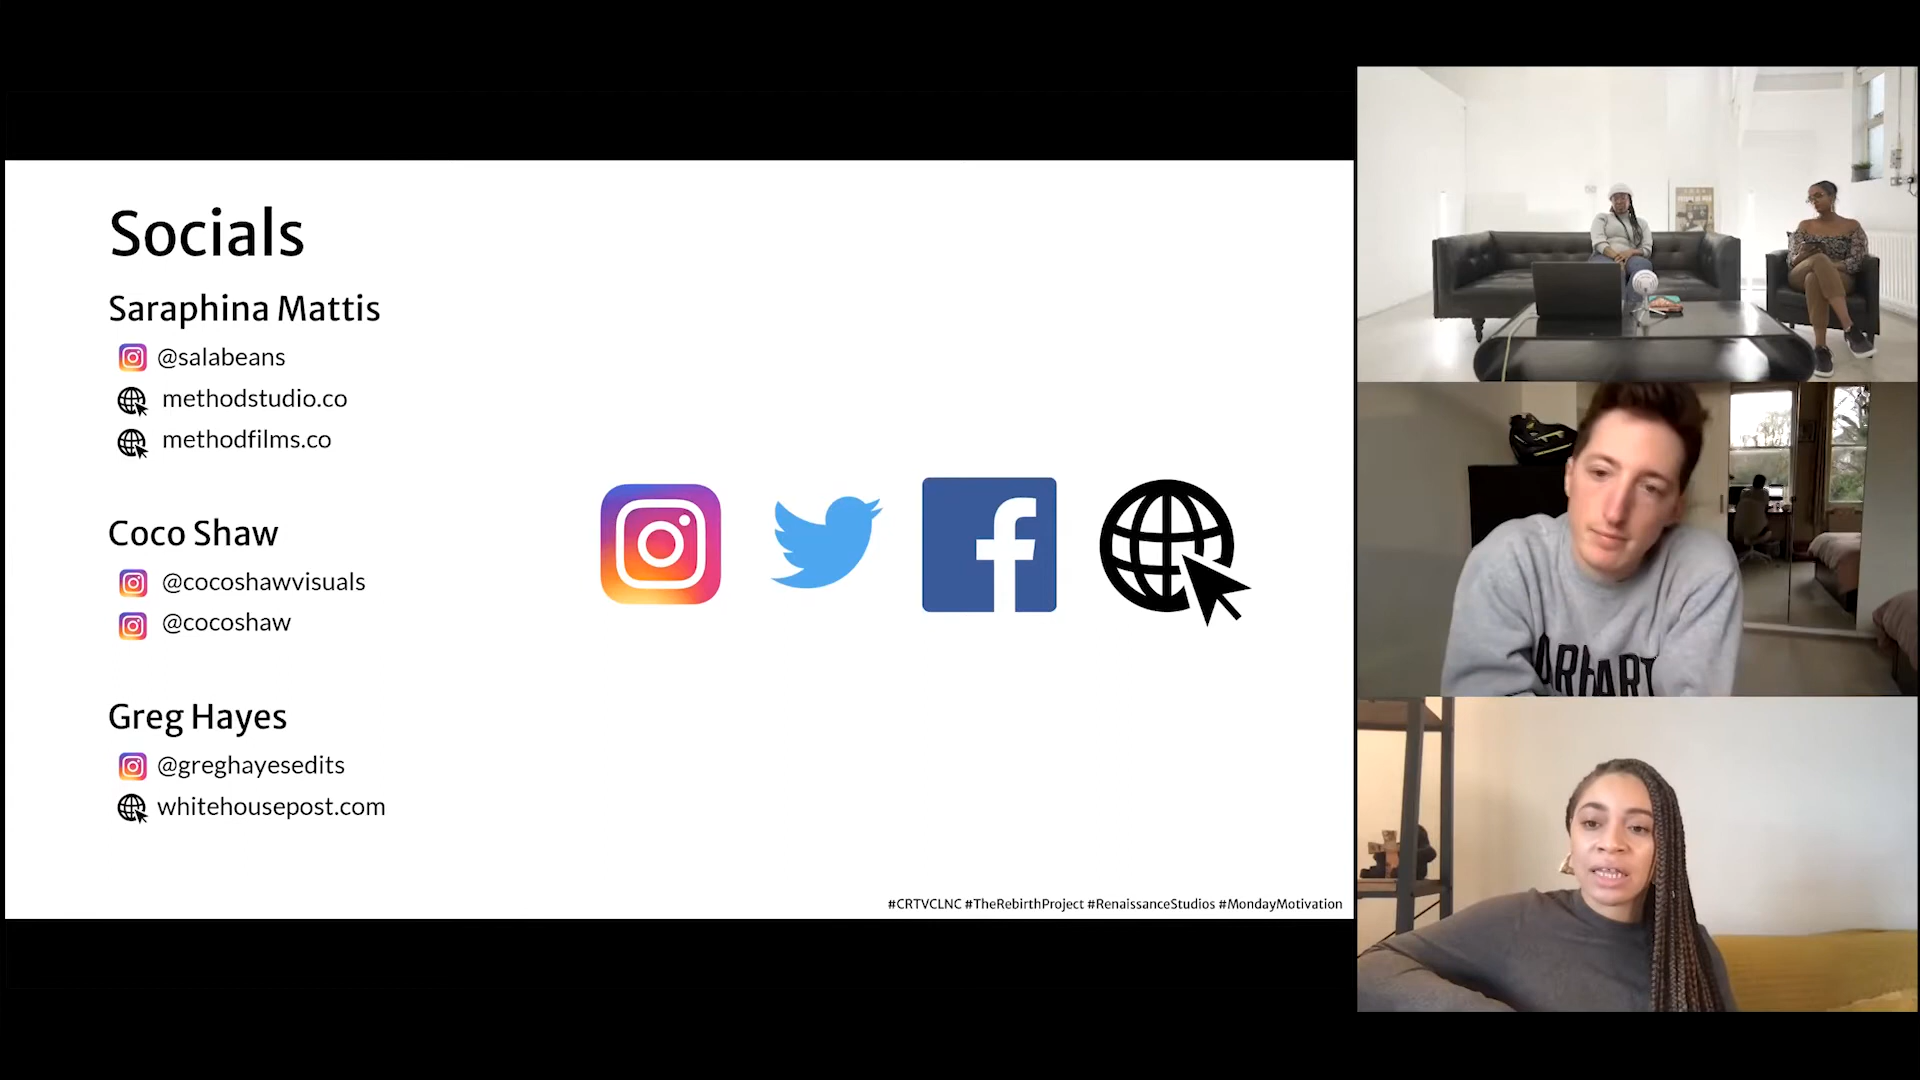 Socials
Saraphina Mattis
@salabeans
methodstudio.co
methodfilms.co
Coco Shaw
@cocoshawvisuals
@cocoshaw
Greg Hayes
@greghayesedits
whitehousepost.com
#CRTVCLNC #TheRebirthProject #RenaissanceStudios #MondayMotivation